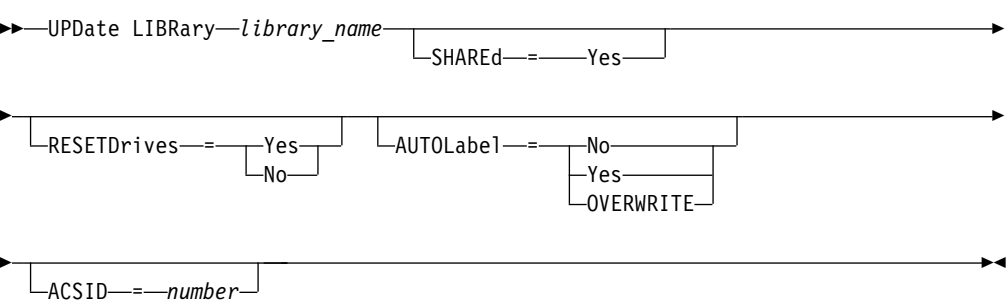 UPDate LIBRary library_name
SHAREd = Yes
RESETDrives = Yes
No
AUTOLabel = No
Yes
OVERWRITE
ACSID = number